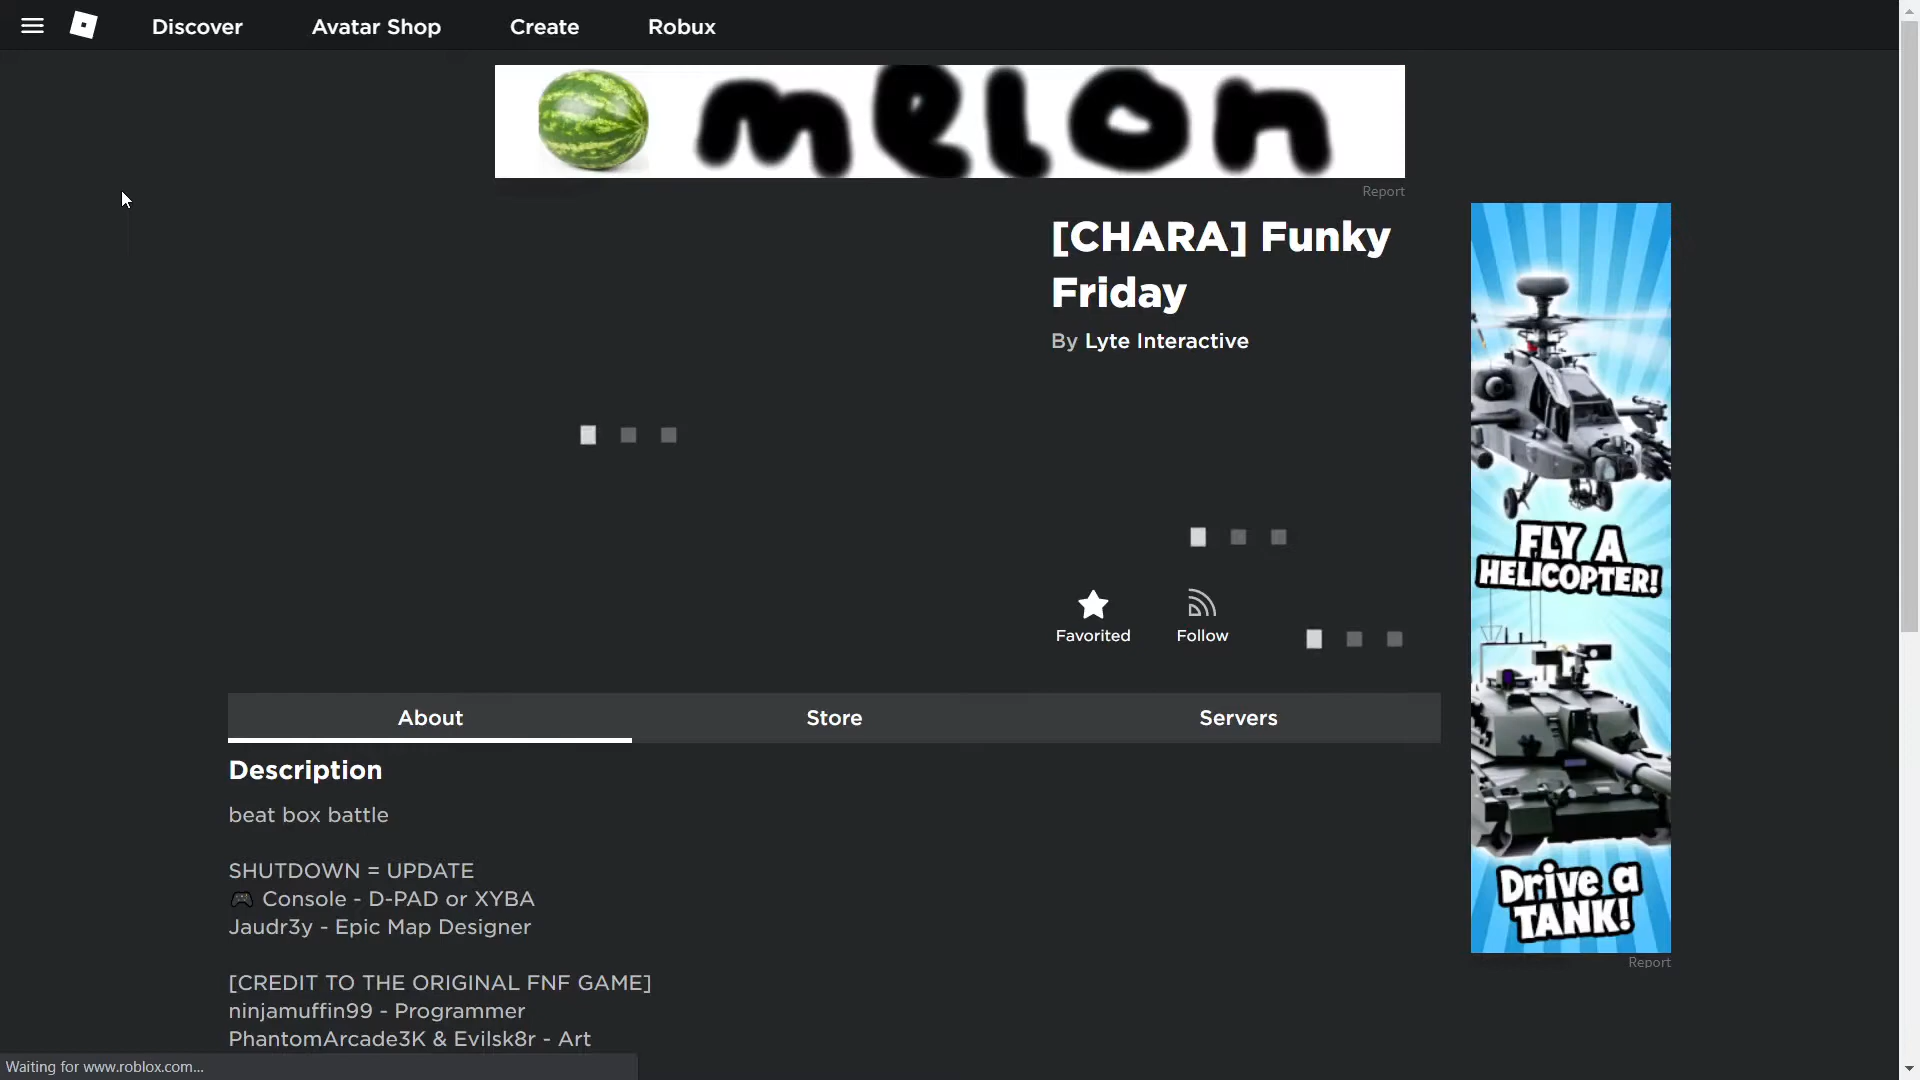 Discover
Avatar Shop
Create
Robux
melon
Report
[CHARA] Funky
Friday
By Lyte Interactive
Favorited
Follow
FLY A
HELICOPTER!
Drive a
TANK!
Report
About
Store
Servers
Description
beat box battle
SHUTDOWN = UPDATE
🎮 Console - D-PAD or XYBA
Jaudr3y - Epic Map Designer
[CREDIT TO THE ORIGINAL FNF GAME]
ninjamuffin99 - Programmer
PhantomArcade3K & Evilsk8r - Art
Waiting for www.roblox.com...